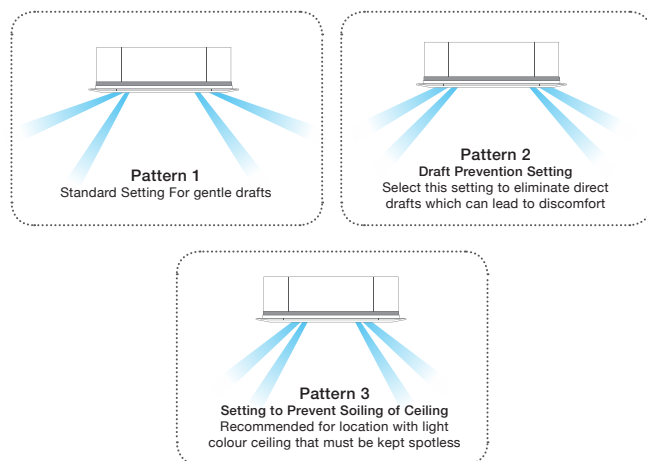 Pattern 1
Standard Setting For gentle drafts
Pattern 2
Draft Prevention Setting
Select this setting to eliminate direct
drafts which can lead to discomfort
Pattern 3
Setting to Prevent Soiling of Ceiling
Recommended for location with light
colour ceiling that must be kept spotless